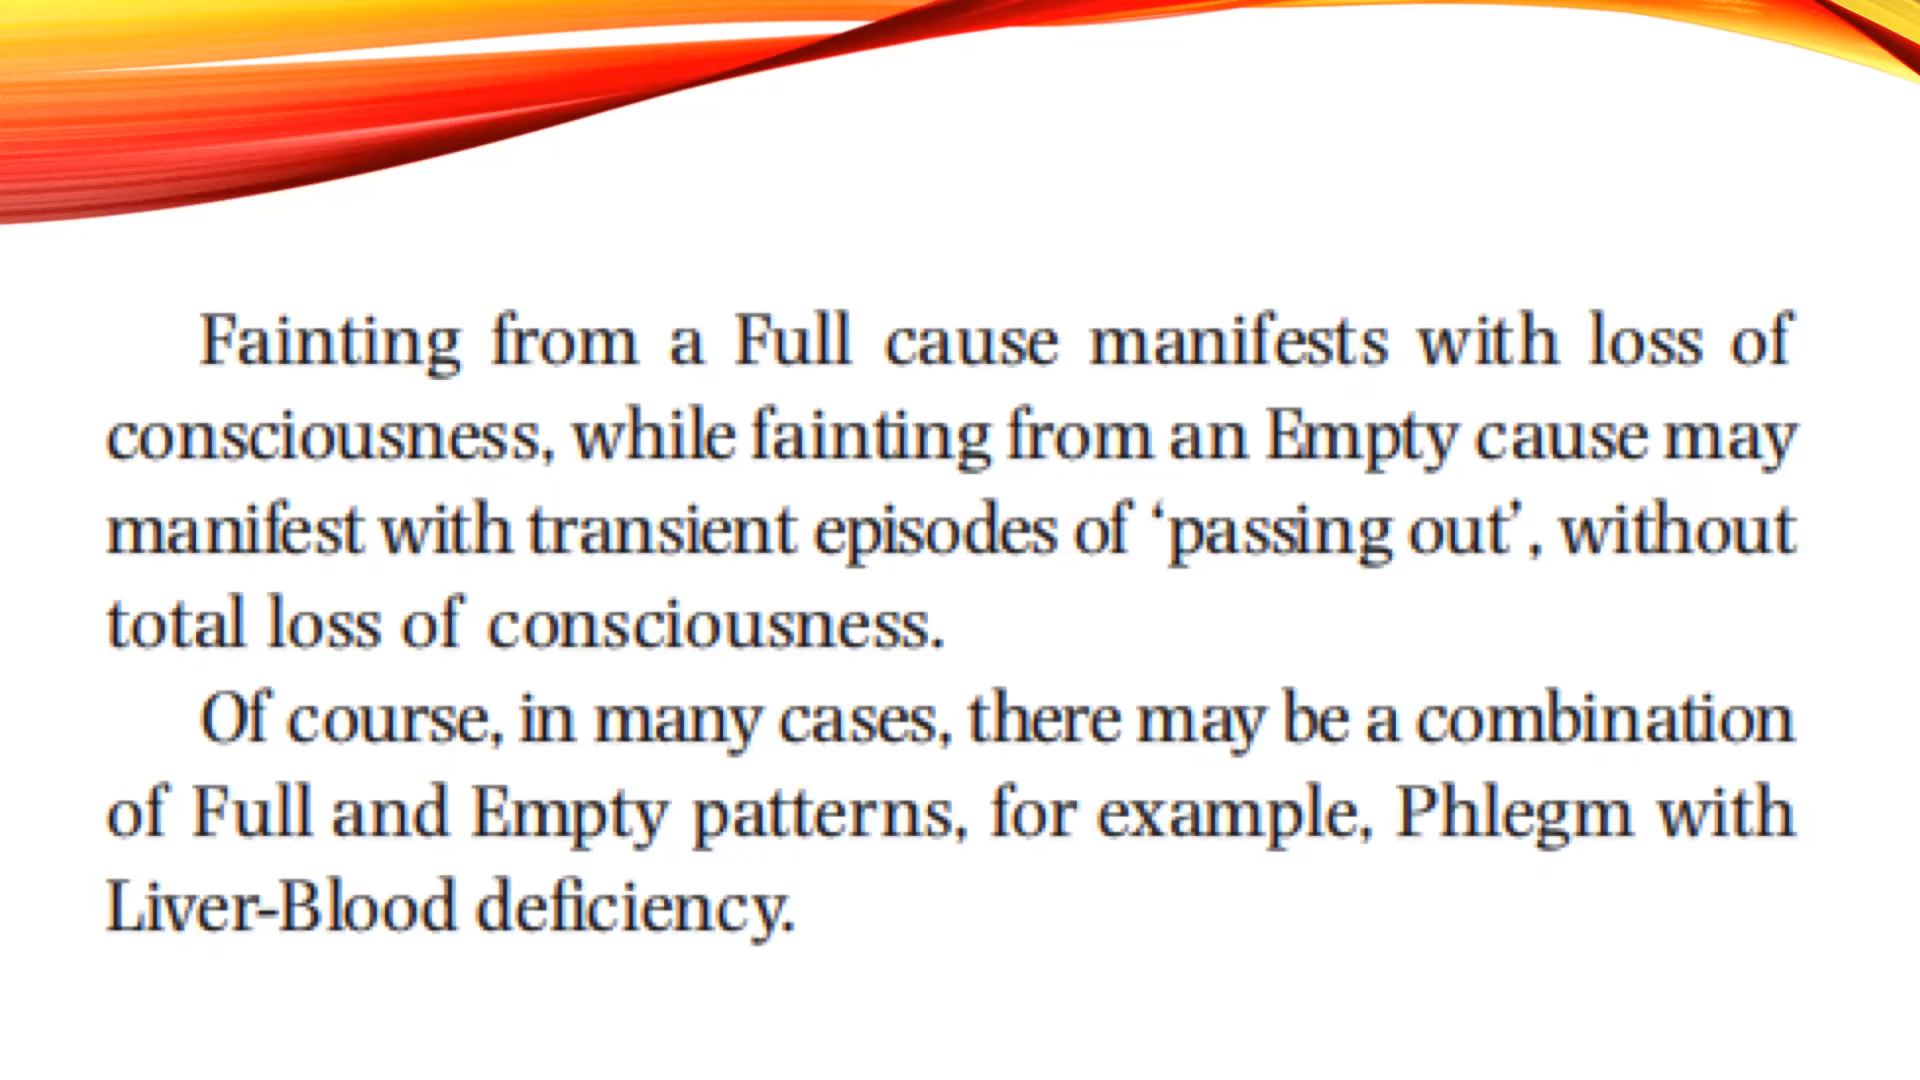 Fainting from a Full cause manifests with loss of
consciousness, while fainting from an Empty cause may
manifest with transient episodes of ‘passing out’, without
total loss of consciousness.
Of course, in many cases, there may be a combination
of Full and Empty patterns, for example, Phlegm with
Liver-Blood deficiency.